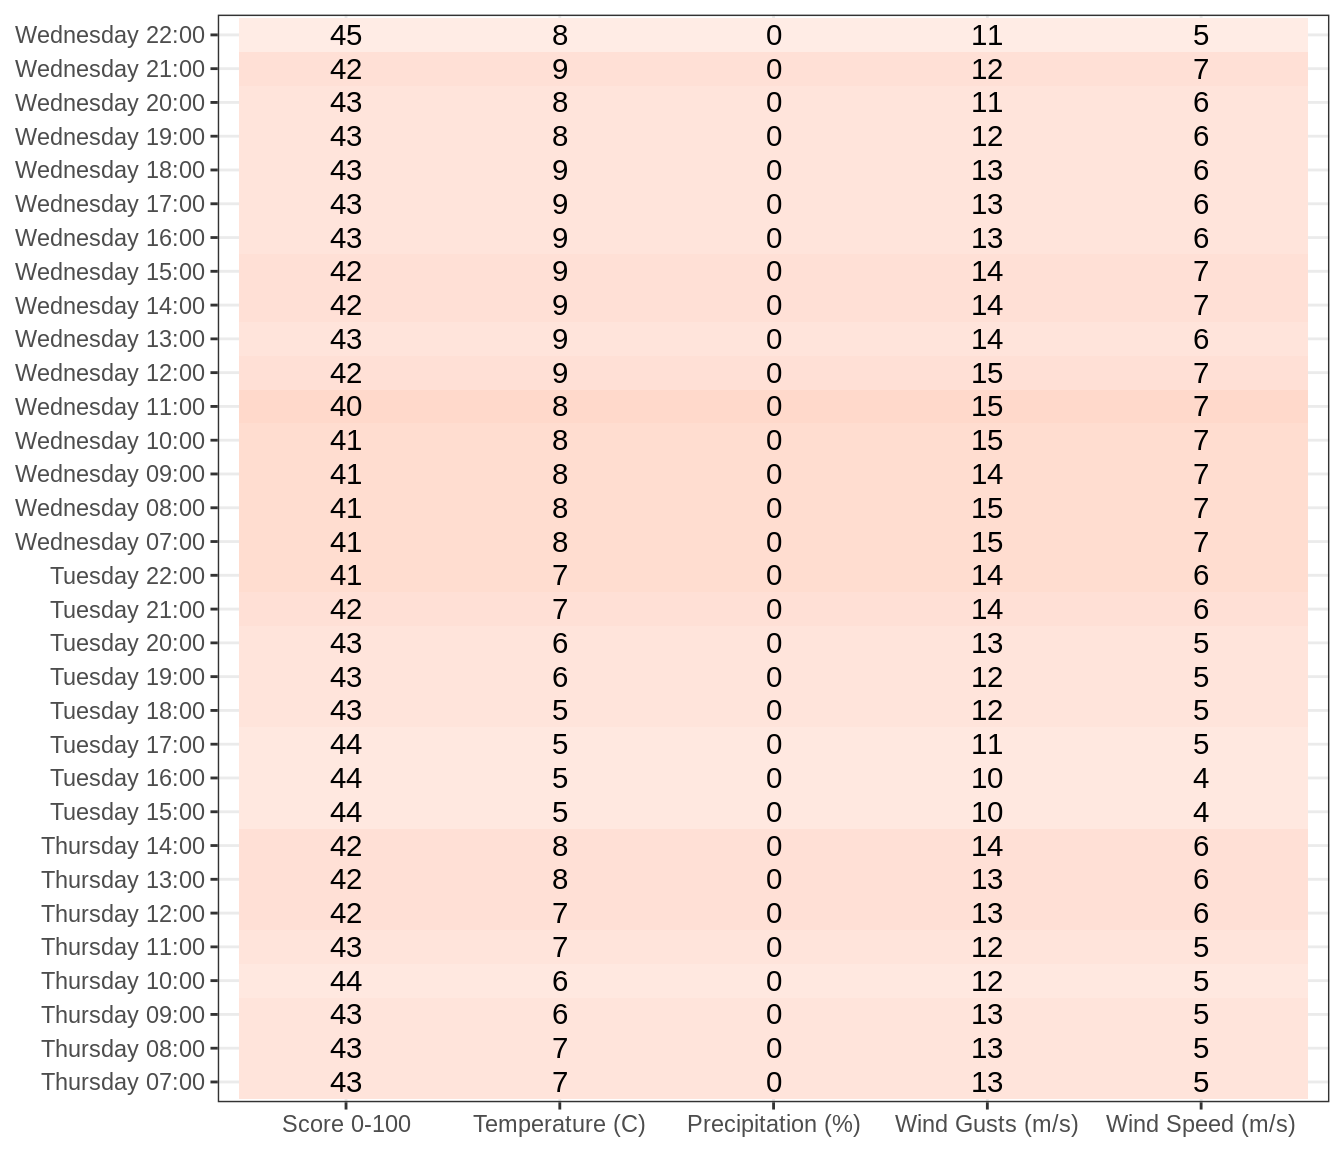 Wednesday 22:00 45 8 0 11 5
Wednesday 21:00 42 9 0 12 7
Wednesday 20:00 43 8 0 11 6
Wednesday 19:00 43 8 0 12 6
Wednesday 18:00 43 9 0 13 6
Wednesday 17:00 43 9 0 13 6
Wednesday 16:00 43 9 0 13 6
Wednesday 15:00 42 9 0 14 7
Wednesday 14:00 42 9 0 14 7
Wednesday 13:00 43 9 0 14 6
Wednesday 12:00 42 9 0 15 7
Wednesday 11:00 40 8 0 15 7
Wednesday 10:00 41 8 0 15 7
Wednesday 09:00 41 8 0 14 7
Wednesday 08:00 41 8 0 15 7
Wednesday 07:00 41 8 0 15 7
Tuesday 22:00 41 7 0 14 6
Tuesday 21:00 42 7 0 14 6
Tuesday 20:00 43 6 0 13 5
Tuesday 19:00 43 6 0 12 5
Tuesday 18:00 43 5 0 12 5
Tuesday 17:00 44 5 0 11 5
Tuesday 16:00 44 5 0 10 4
Tuesday 15:00 44 5 0 10 4
Thursday 14:00 42 8 0 14 6
Thursday 13:00 42 8 0 13 6
Thursday 12:00 42 7 0 13 6
Thursday 11:00 43 7 0 12 5
Thursday 10:00 44 6 0 12 5
Thursday 09:00 43 6 0 13 5
Thursday 08:00 43 7 0 13 5
Thursday 07:00 43 7 0 13 5
Score 0-100 Temperature (C) Precipitation (%) Wind Gusts (m/s) Wind Speed (m/s)